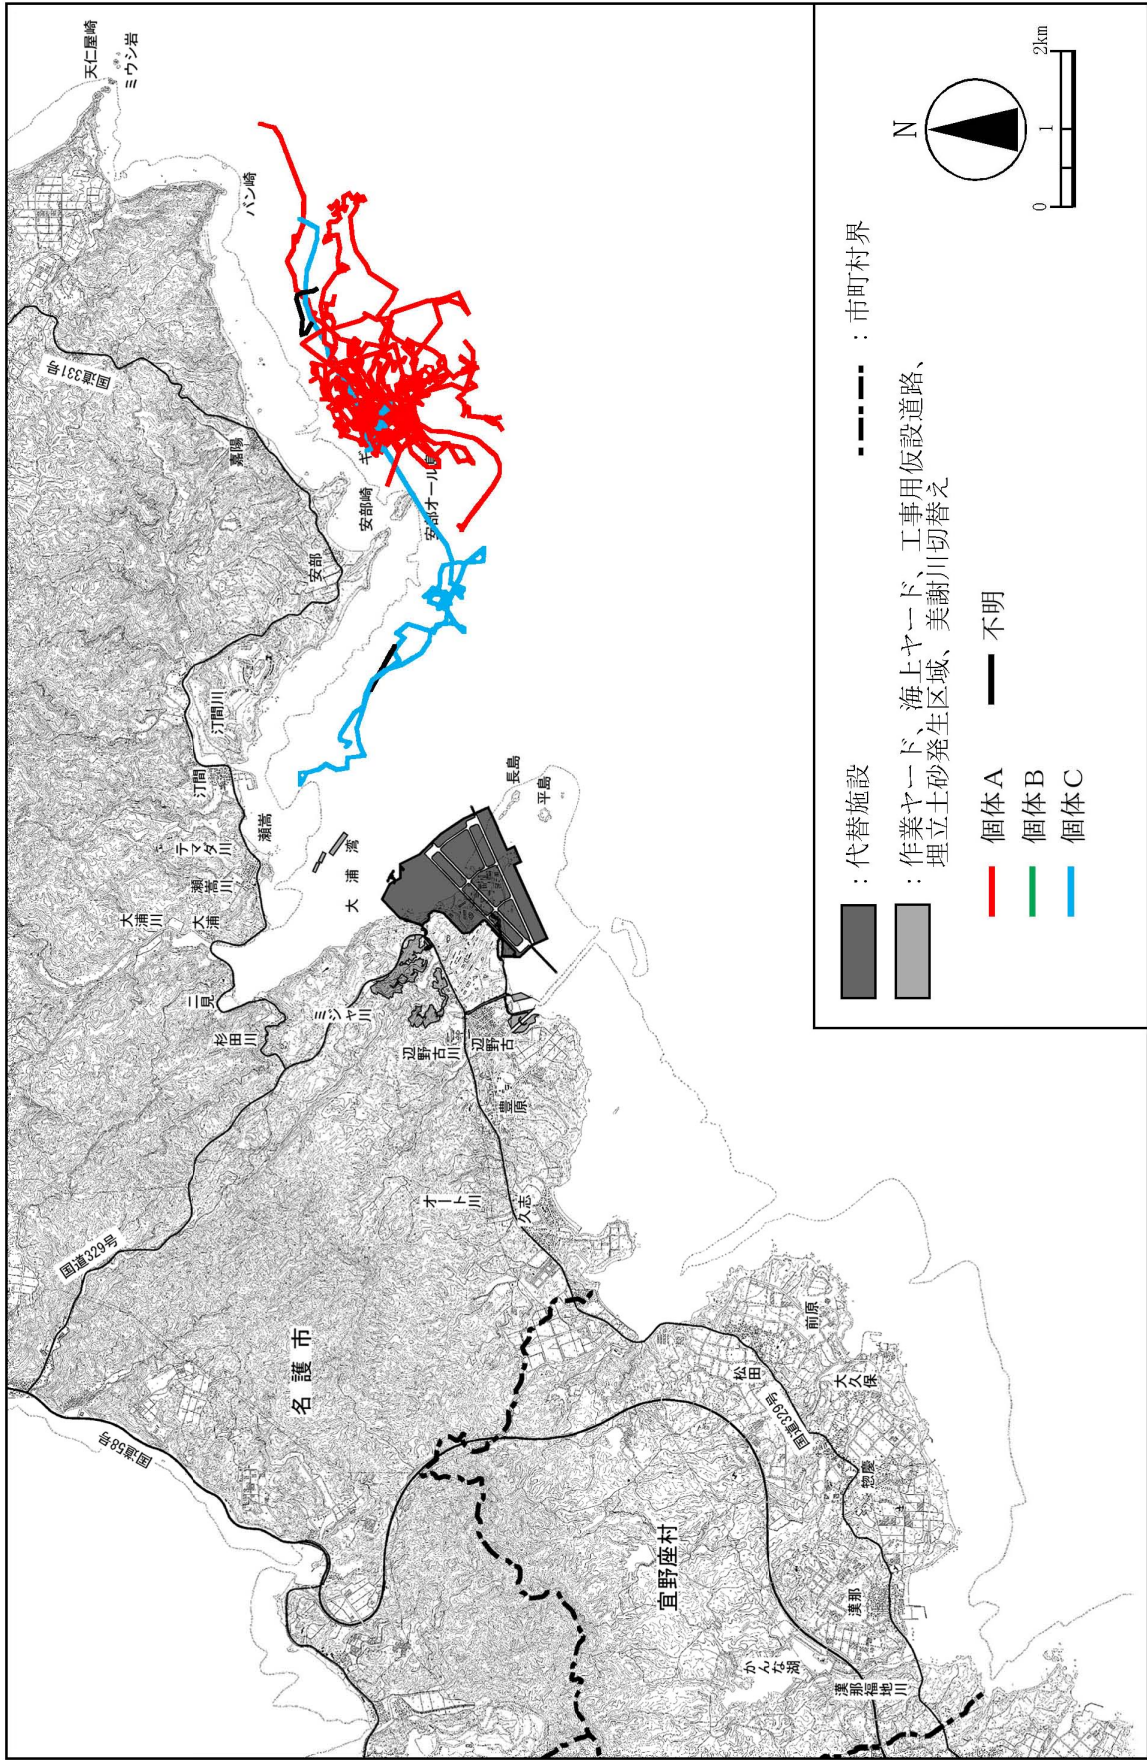 天仁屋崎
ミウシ岩
バン崎
国道331号
嘉陽
ギ
安部崎
安部オール島
安部
汀間川
汀間
テマダ川
瀬嵩
瀬嵩川
大浦川
大浦
大浦湾
長島
平島
二見
杉田川
ミジャ川
辺野古川
辺野古
豊原
国道329号
オート川
久志
名護市
国道58号
前原
松田
大久保
国道329号
惣慶
宜野座村
漢那
かんな湖
漢那福地川
：代替施設
：市町村界
：作業ヤード、海上ヤード、工事用仮設道路、
埋立土砂発生区域、美謝川切替え
個体A
不明
個体B
個体C
N
0 1 2km